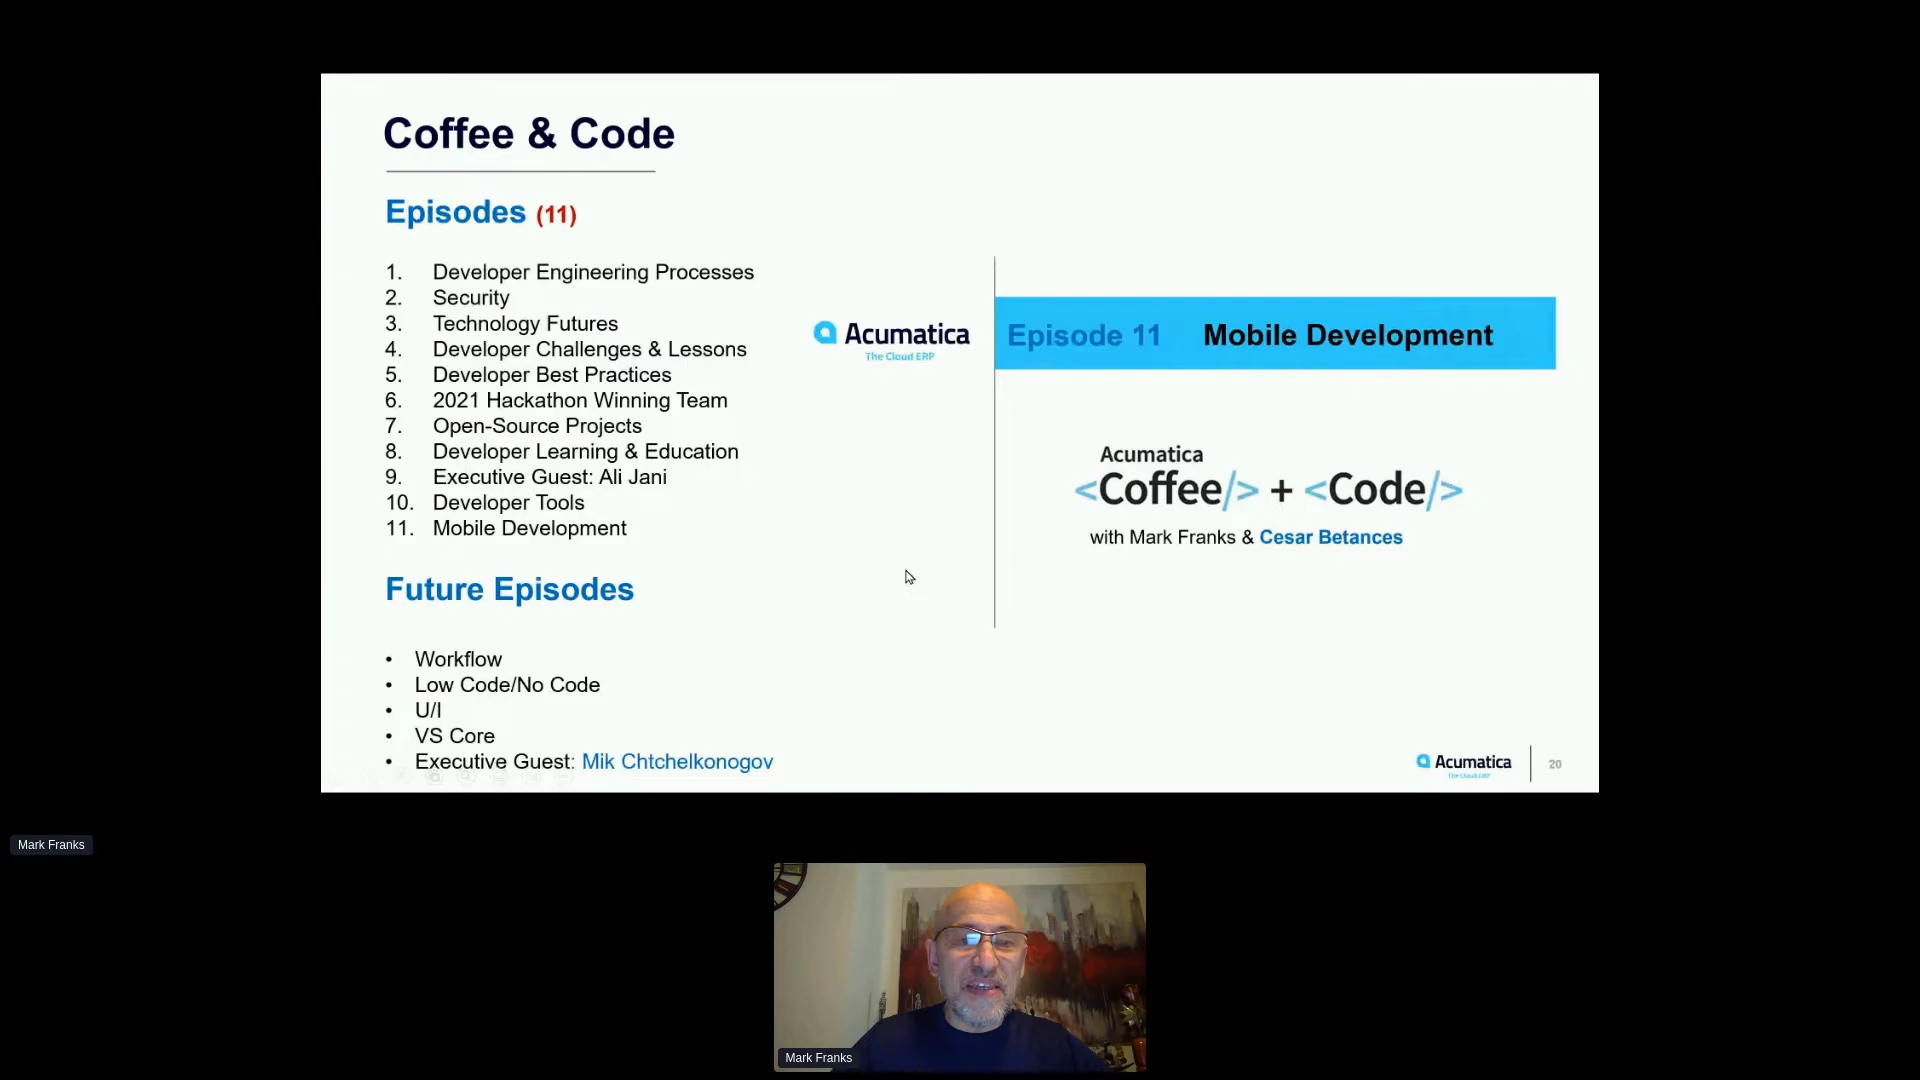 Coffee & Code
Episodes (11)
1. Developer Engineering Processes
2. Security
3. Technology Futures
4. Developer Challenges & Lessons
5. Developer Best Practices
6. 2021 Hackathon Winning Team
7. Open-Source Projects
8. Developer Learning & Education
9. Executive Guest: Ali Jani
10. Developer Tools
11. Mobile Development
Future Episodes
• Workflow
• Low Code/No Code
• U/I
• VS Core
• Executive Guest: Mik Chtchelkonogov
Acumatica
The Cloud ERP
Episode 11 Mobile Development
Acumatica
<Coffee/> + <Code/>
with Mark Franks & Cesar Betances
Acumatica
The Cloud ERP
20
Mark Franks
Mark Franks